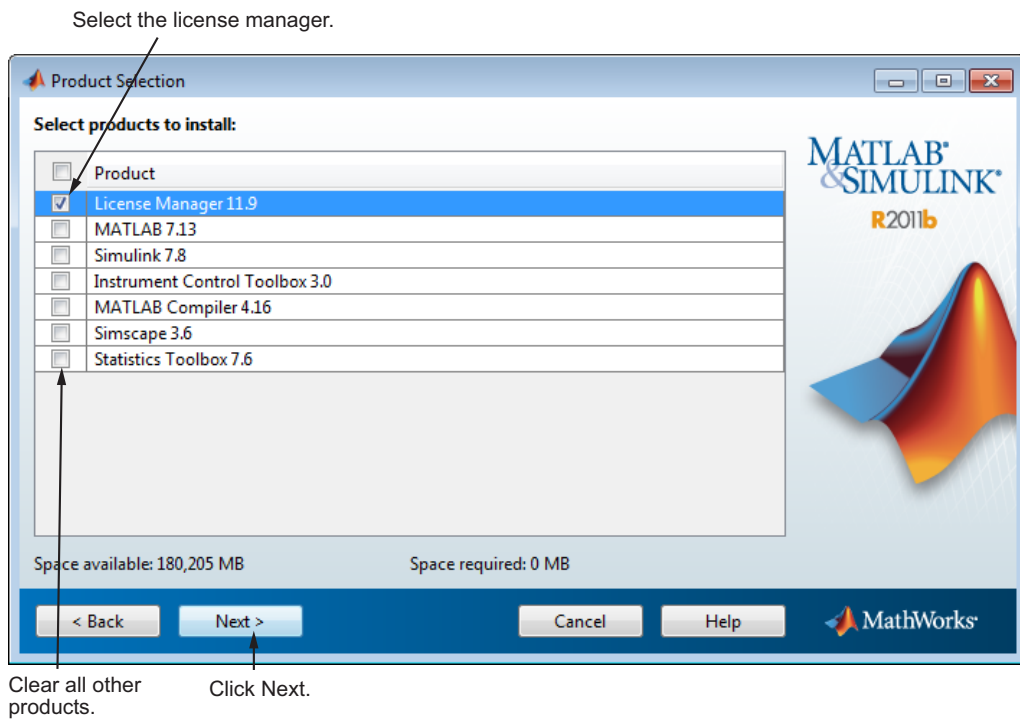 Select the license manager.
Product Selection
Select products to install:
Product
License Manager 11.9
MATLAB 7.13
Simulink 7.8
Instrument Control Toolbox 3.0
MATLAB Compiler 4.16
Simscape 3.6
Statistics Toolbox 7.6
MATLAB®
&SIMULINK®
R2011b
Space available: 180,205 MB
Space required: 0 MB
< Back
Next >
Cancel
Help
MathWorks®
Clear all other
products.
Click Next.